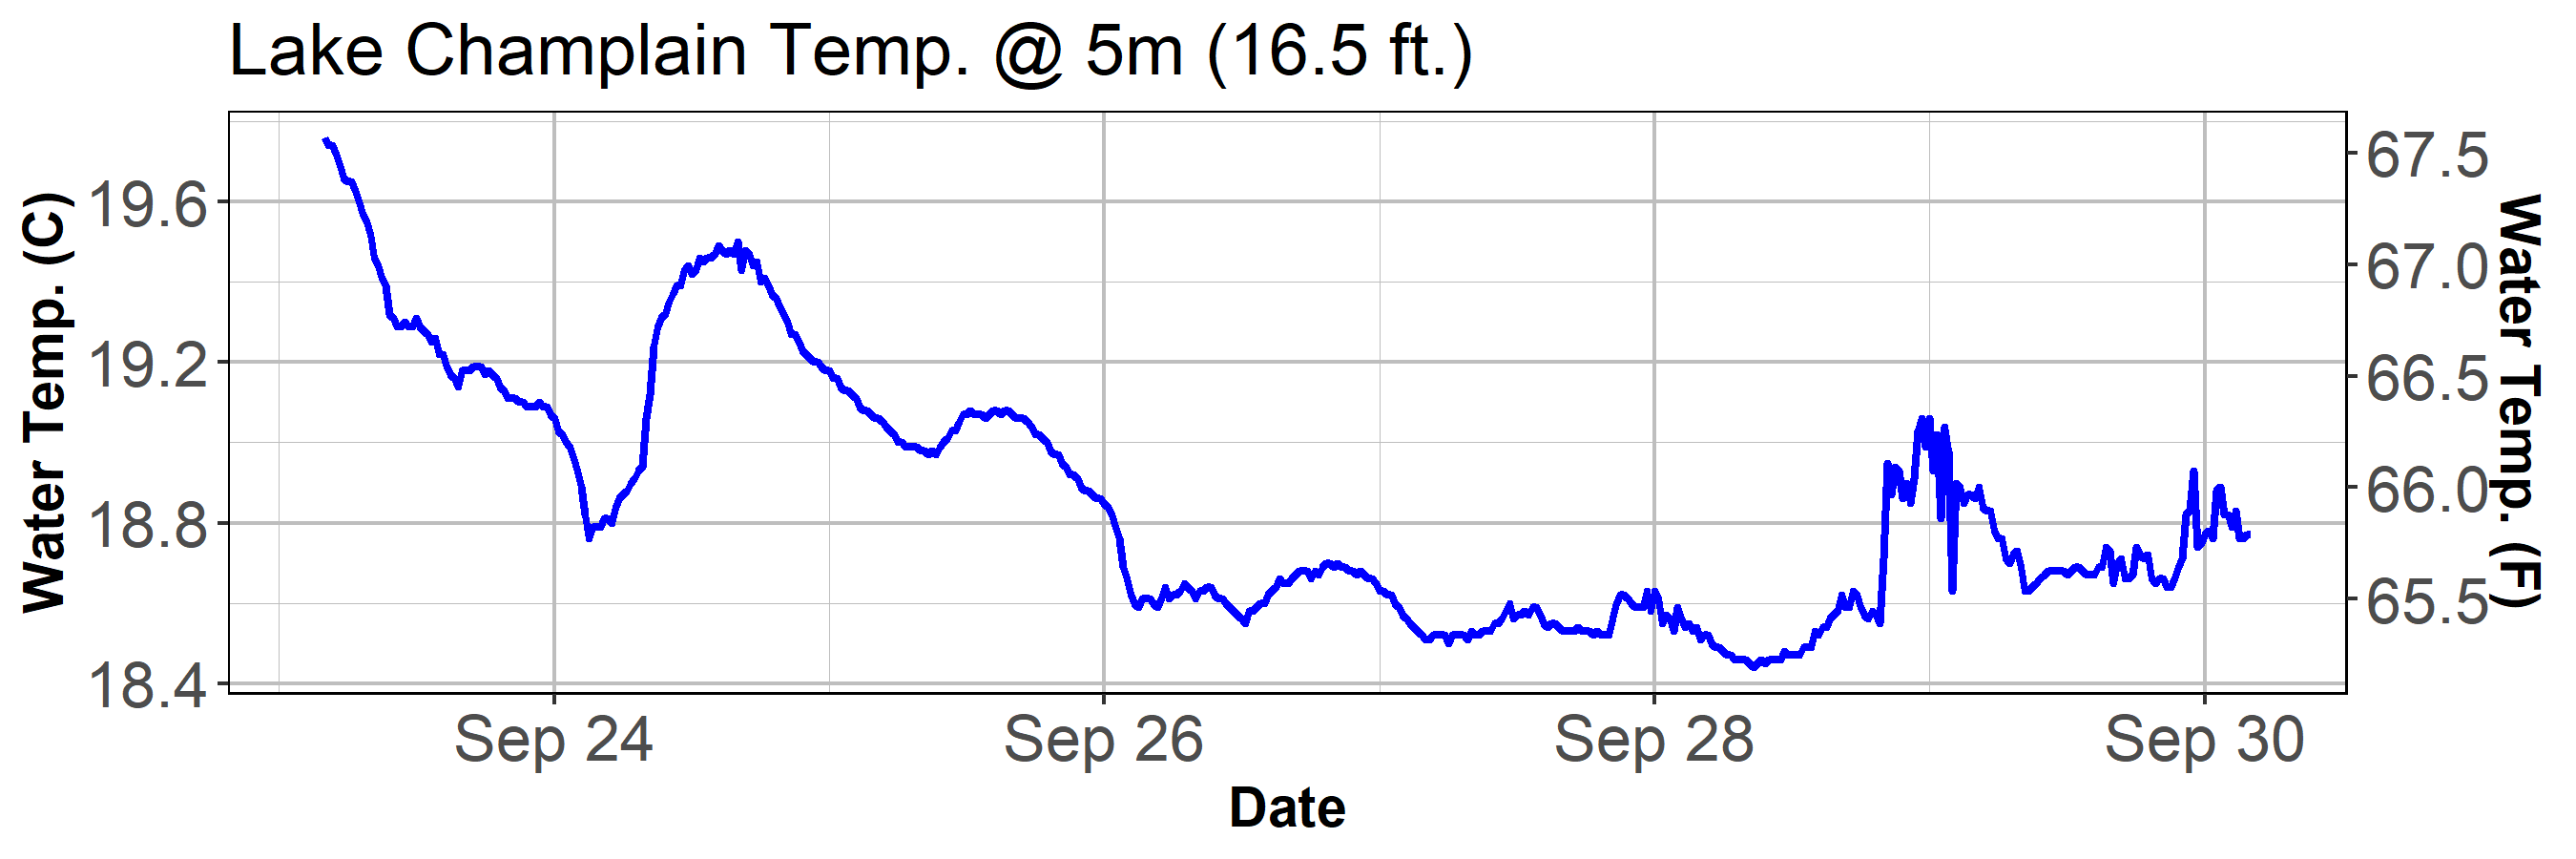 Lake Champlain Temp. @ 5m (16.5 ft.)
Water Temp. (C)
19.6
19.2
18.8
18.4
67.5
67.0
66.5
66.0
65.5
Water Temp. (F)
Sep 24
Sep 26
Sep 28
Sep 30
Date